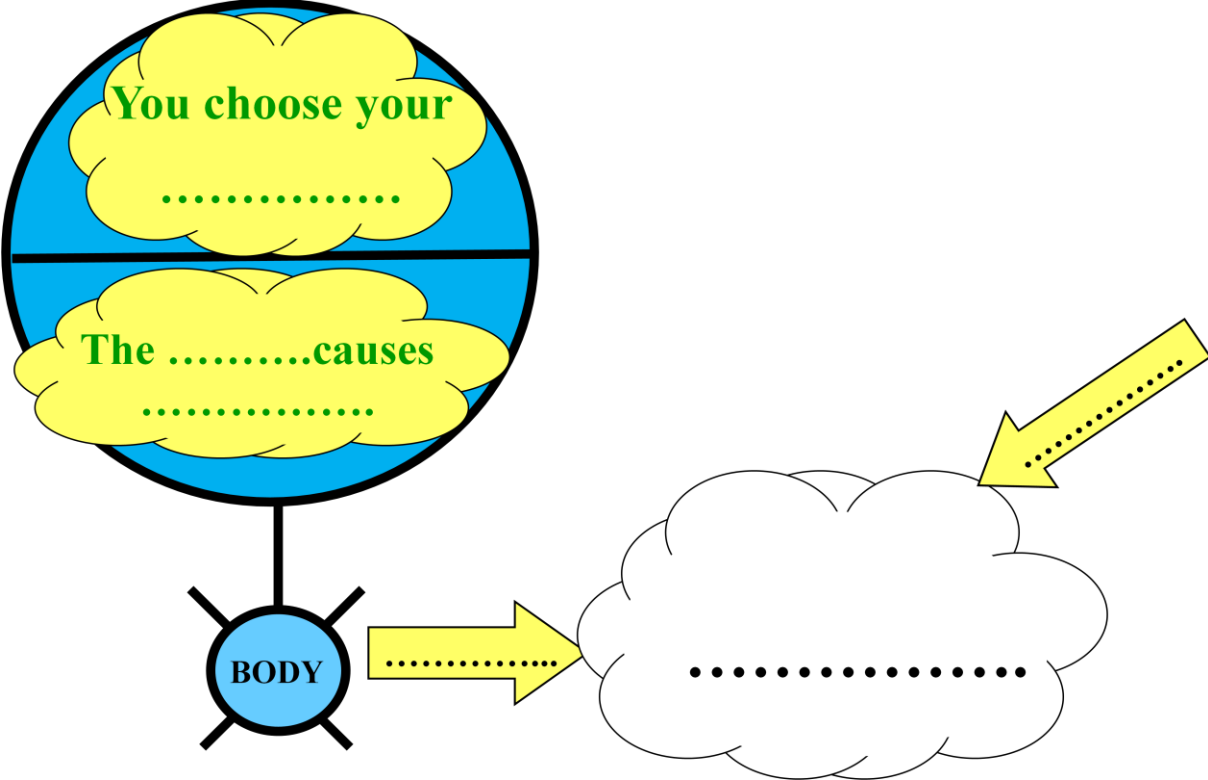 You choose your
……………
The ……….causes
…………….
BODY
…………..…
……………
……………